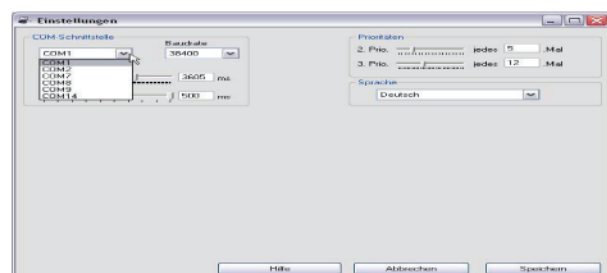 Einstellungen
COM-Schnittstelle
Baudrate
COM1
38400
COM1
COM2
COM7
COM8
COM9
COM14
3605 ms
500 ms
Prioritäten
2. Prio. jedes 5 .Mal
3. Prio. jedes 12 .Mal
Sprache
Deutsch
Hilfe
Abbrechen
Speichern